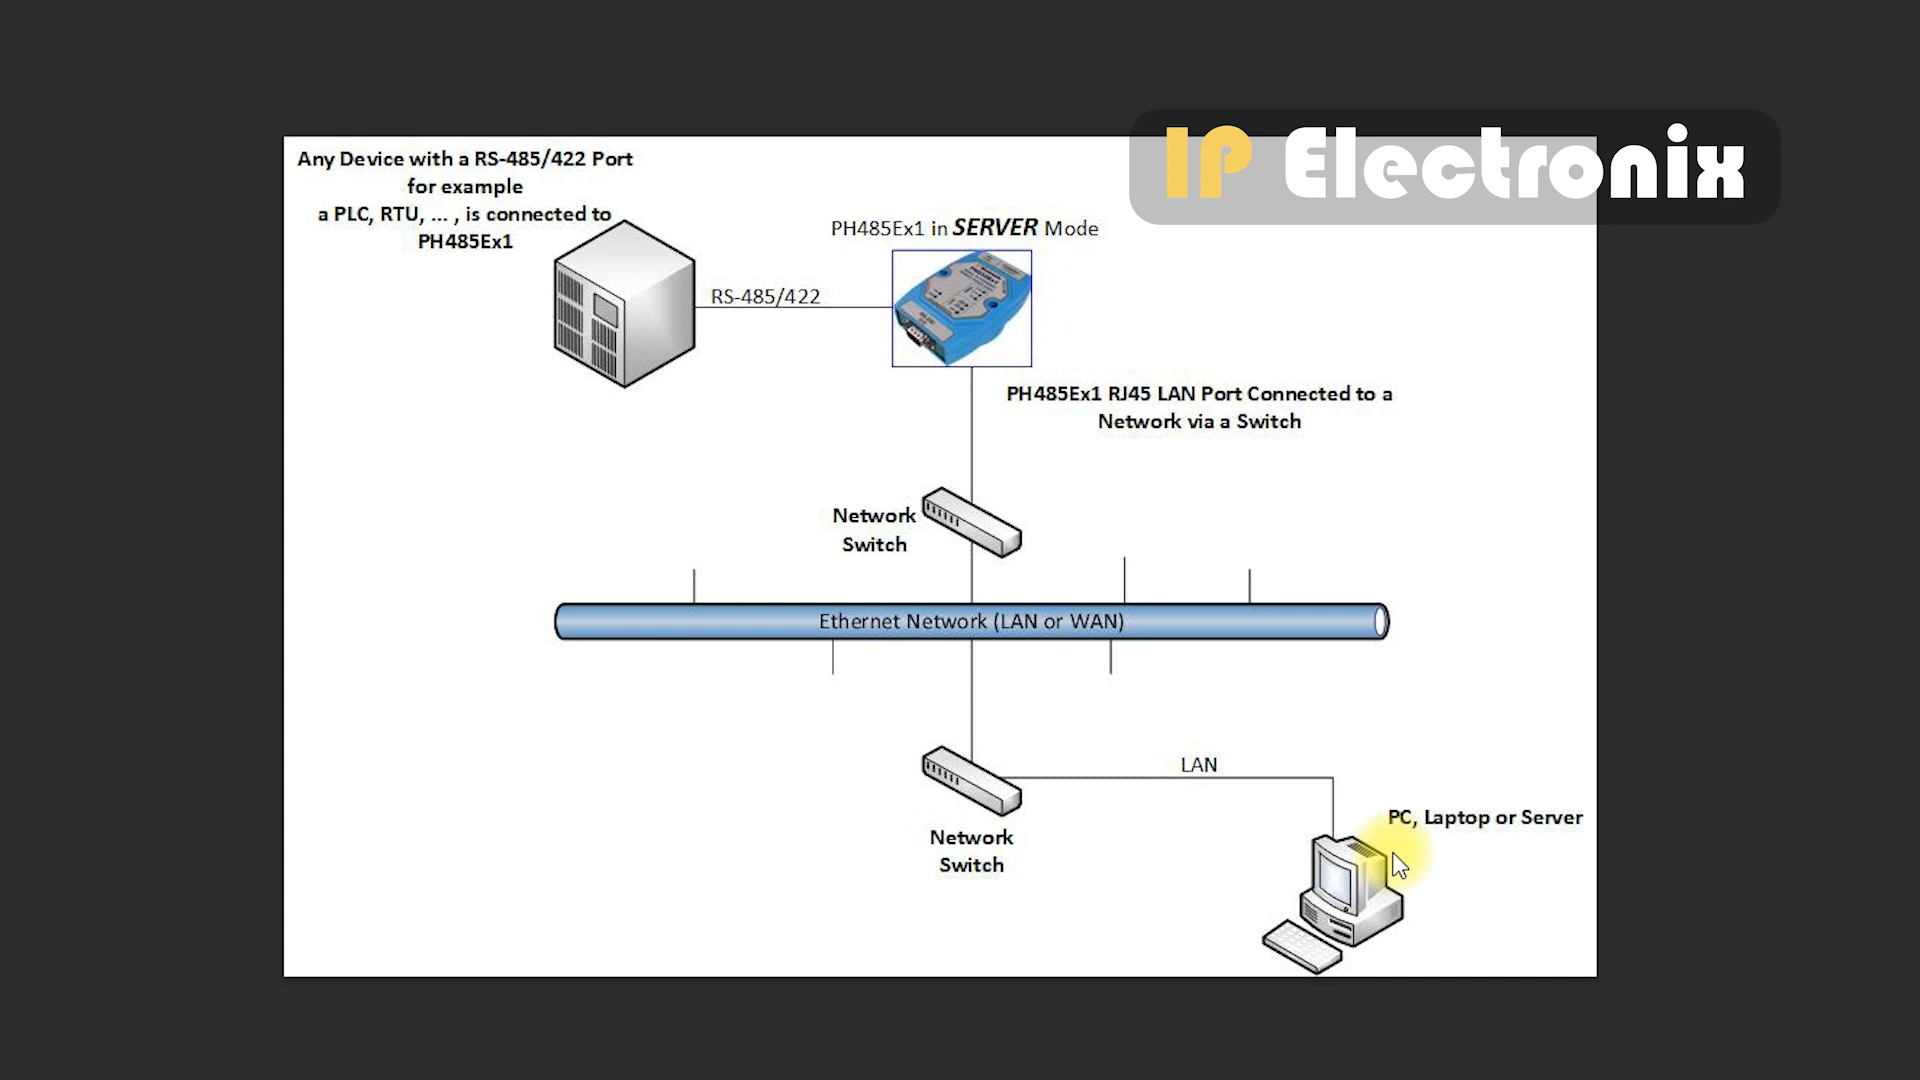 IP Electronix
Any Device with a RS-485/422 Port
for example
a PLC, RTU, ... , is connected to
PH485Ex1
PH485Ex1 in SERVER Mode
RS-485/422
PH485Ex1 RJ45 LAN Port Connected to a
Network via a Switch
Network
Switch
Ethernet Network (LAN or WAN)
LAN
PC, Laptop or Server
Network
Switch